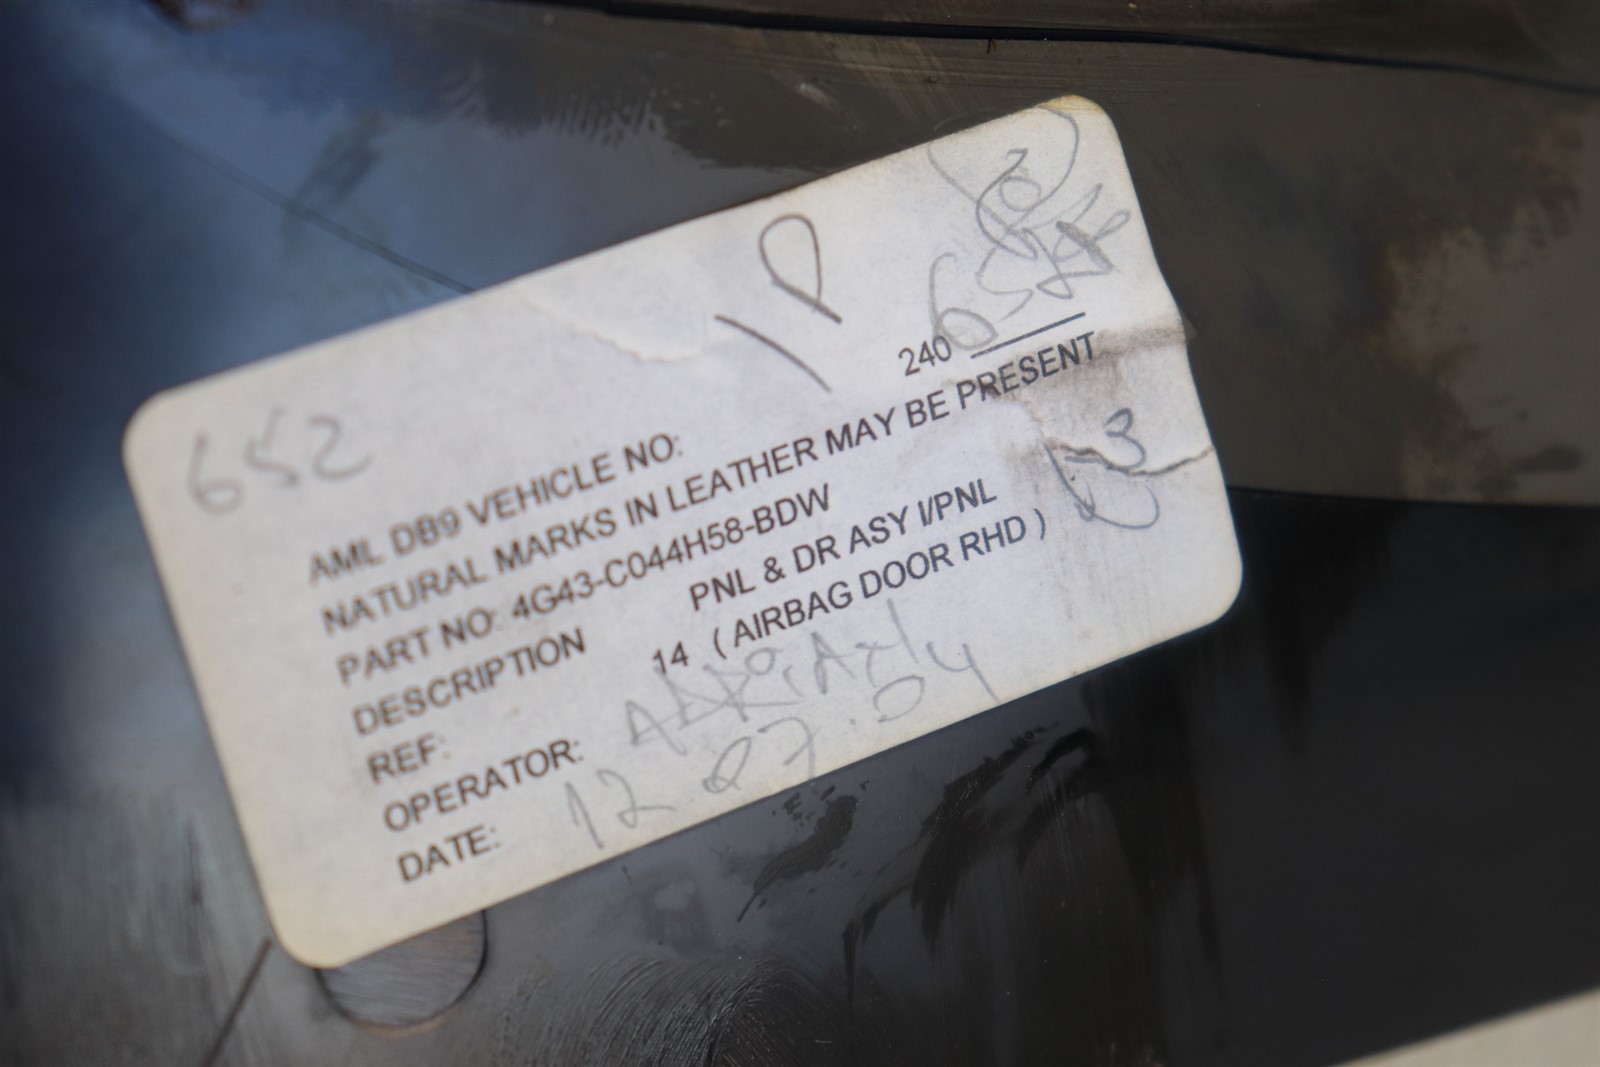 652
AML DB9 VEHICLE NO: 240
NATURAL MARKS IN LEATHER MAY BE PRESENT
PART NO: 4G43-C044H58-BDW
DESCRIPTION PNL & DR ASY I/PNL
REF: 14 ( AIRBAG DOOR RHD )
OPERATOR:
DATE: 12.07.04